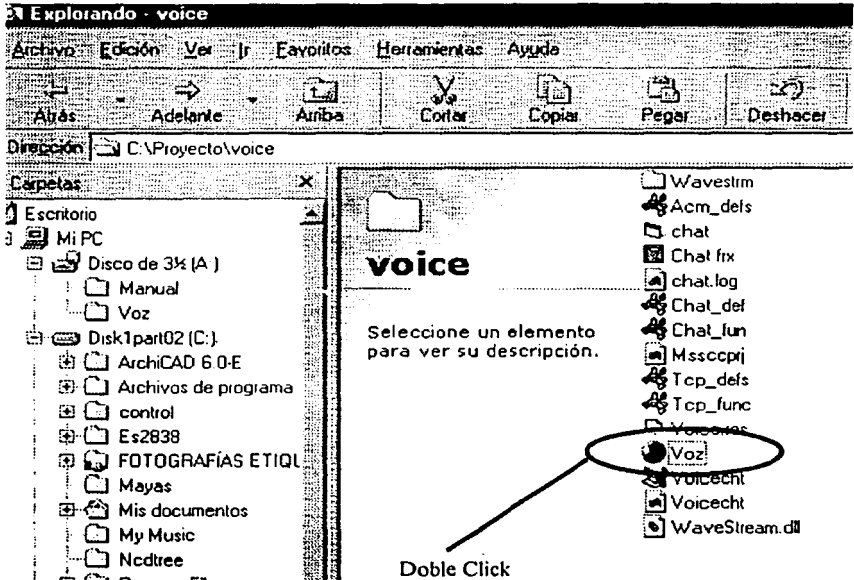 Explorando - voice
Archivo Edición Ver Ir Favoritos Herramientas Ayuda
Atrás Adelante Arriba Cortar Copiar Pegar Deshacer
Dirección C:\Proyecto\voice
Carpetas
Escritorio
Mi PC
Disco de 3½ (A:)
Manual
Voz
Disk1part02 (C:)
ArchiCAD 6.0-E
Archivos de programa
control
Es2838
FOTOGRAFÍAS ETIQU
Mayas
Mis documentos
My Music
Ncdtree
voice
Seleccione un elemento
para ver su descripción.
Wavestrm
Acm_defs
chat
Chat.frx
chat.log
Chat_def
Chat_fun
Mssccprj
Tcp_defs
Tcp_func
Voz
Voicecht
Voicecht
WaveStream.dll
Doble Click